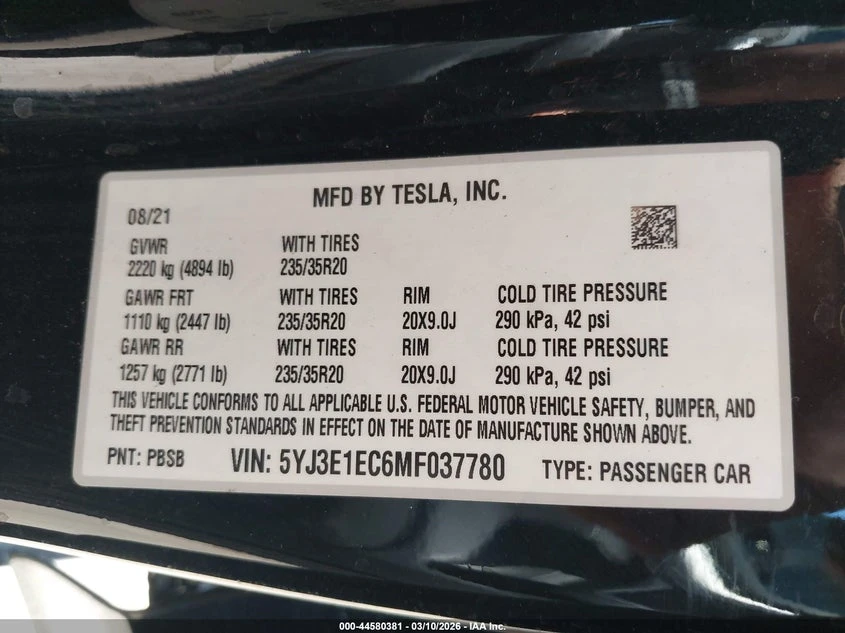 MFD BY TESLA, INC.
08/21
GVWR WITH TIRES
2220 kg (4894 lb) 235/35R20
GAWR FRT WITH TIRES RIM COLD TIRE PRESSURE
1110 kg (2447 lb) 235/35R20 20X9.0J 290 kPa, 42 psi
GAWR RR WITH TIRES RIM COLD TIRE PRESSURE
1257 kg (2771 lb) 235/35R20 20X9.0J 290 kPa, 42 psi
THIS VEHICLE CONFORMS TO ALL APPLICABLE U.S. FEDERAL MOTOR VEHICLE SAFETY, BUMPER, AND
THEFT PREVENTION STANDARDS IN EFFECT ON THE DATE OF MANUFACTURE SHOWN ABOVE.
PNT: PBSB VIN: 5YJ3E1EC6MF037780 TYPE: PASSENGER CAR
000-44580381 - 03/10/2026 - IAA Inc.